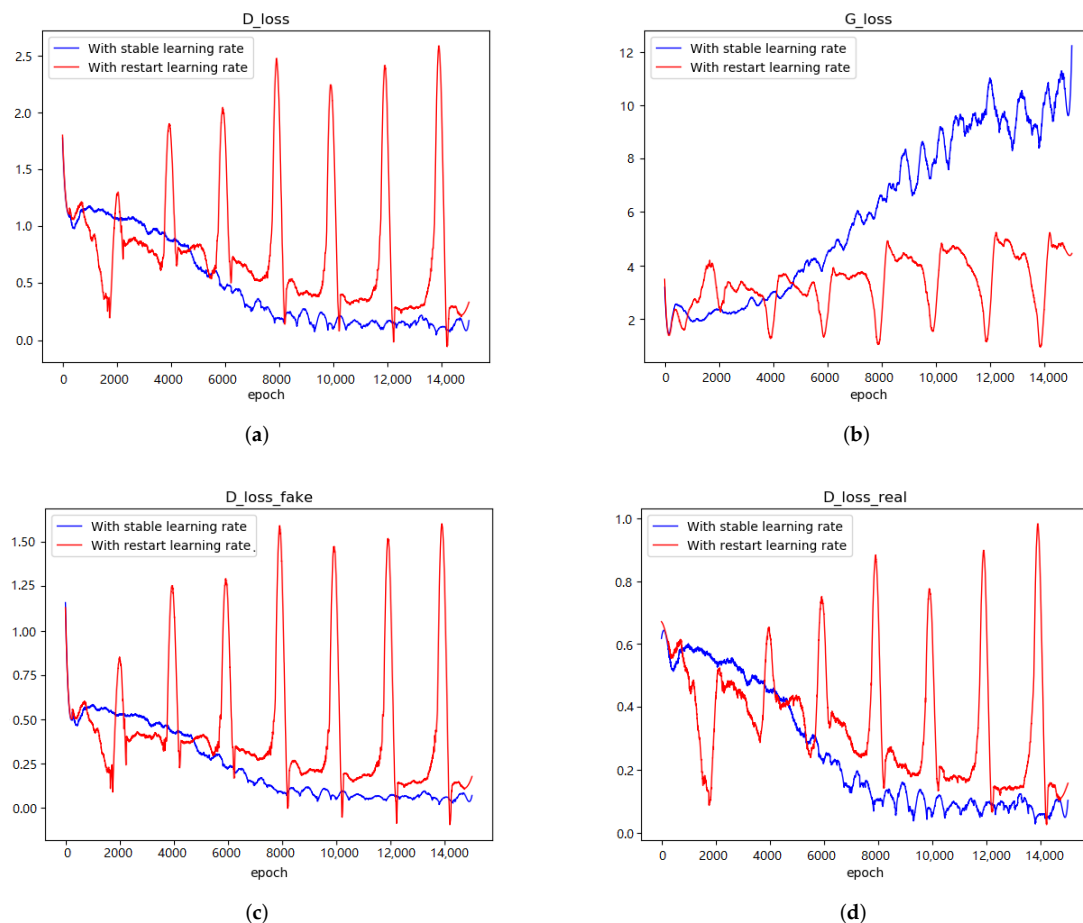 D_loss
With stable learning rate
With restart learning rate
2.5
2.0
1.5
1.0
0.5
0.0
0 2000 4000 6000 8000 10,000 12,000 14,000
epoch
(a)
G_loss
With stable learning rate
With restart learning rate
12
10
8
6
4
2
0 2000 4000 6000 8000 10,000 12,000 14,000
epoch
(b)
D_loss_fake
With stable learning rate
With restart learning rate.
1.50
1.25
1.00
0.75
0.50
0.25
0.00
0 2000 4000 6000 8000 10,000 12,000 14,000
epoch
(c)
D_loss_real
With stable learning rate
With restart learning rate
1.0
0.8
0.6
0.4
0.2
0.0
0 2000 4000 6000 8000 10,000 12,000 14,000
epoch
(d)